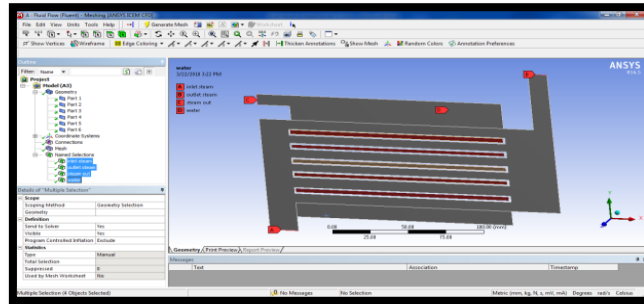 A : Fluid Flow (Fluent) - Meshing [ANSYS ICEM CFD]
File Edit View Units Tools Help Generate Mesh Worksheet
Show Vertices Wireframe Edge Coloring Thicken Annotations Show Mesh Random Colors Annotation Preferences
Outline
Filter: Name
Project
Model (A3)
Geometry
Part 1
Part 2
Part 3
Part 4
Part 5
Part 6
Coordinate Systems
Connections
Mesh
Named Selections
inlet steam
outlet steam
steam out
water
Details of "Multiple Selection"
Scope
Scoping Method Geometry Selection
Geometry
Definition
Send to Solver Yes
Visible Yes
Program Controlled Inflation Exclude
Statistics
Type Manual
Total Selection
Suppressed 0
Used by Mesh Worksheet No
water
A inlet steam
B outlet steam
C steam out
D water
ANSYS
0.00 50.00 100.00 (mm)
25.00 75.00
Geometry Print Preview Report Preview
Messages
Text Association Timestamp
Multiple Selection (4 Objects Selected) 0 No Messages No Selection Metric (mm, kg, N, s, mV, mA) Degrees rad/s Celsius